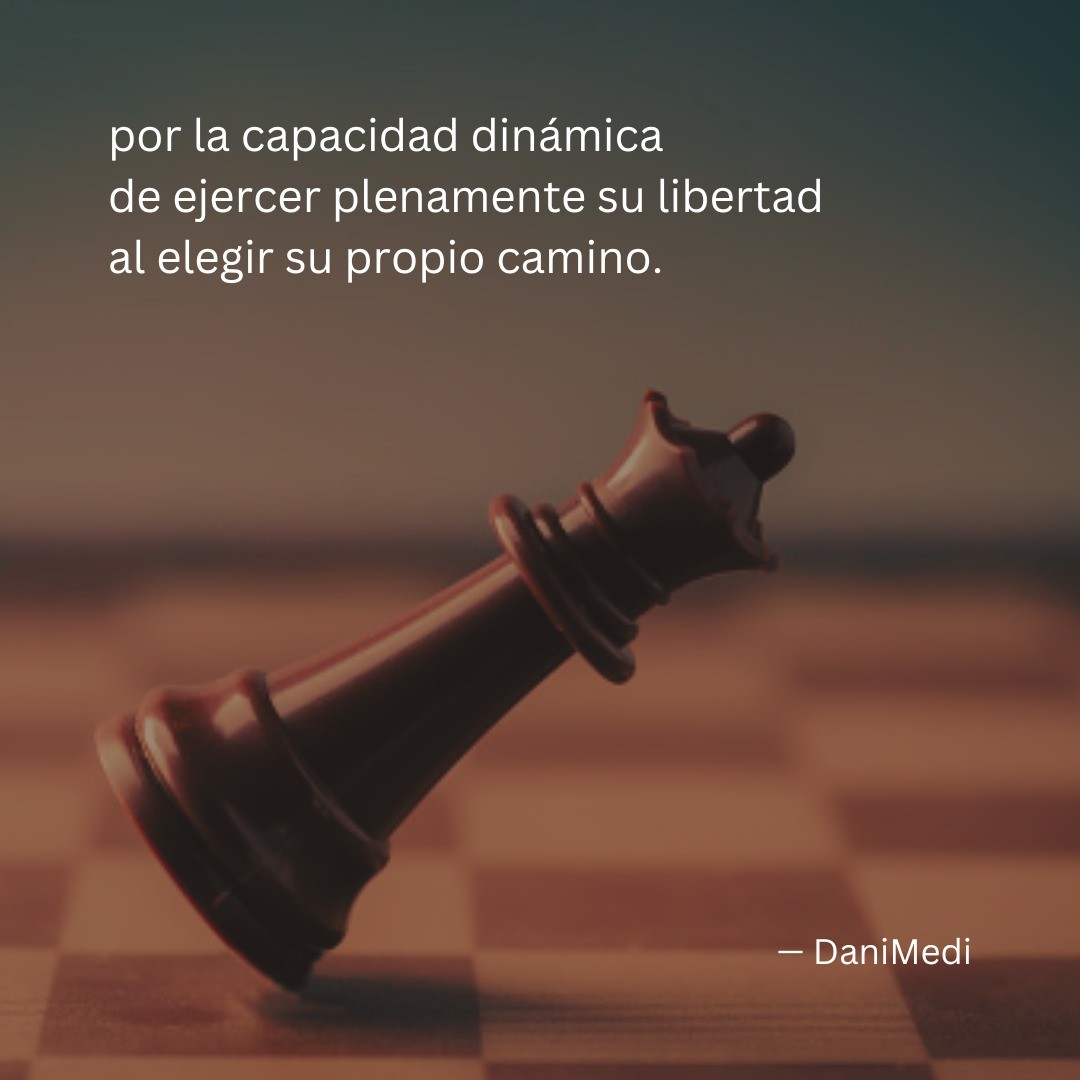 por la capacidad dinámica
de ejercer plenamente su libertad
al elegir su propio camino.
— DaniMedi